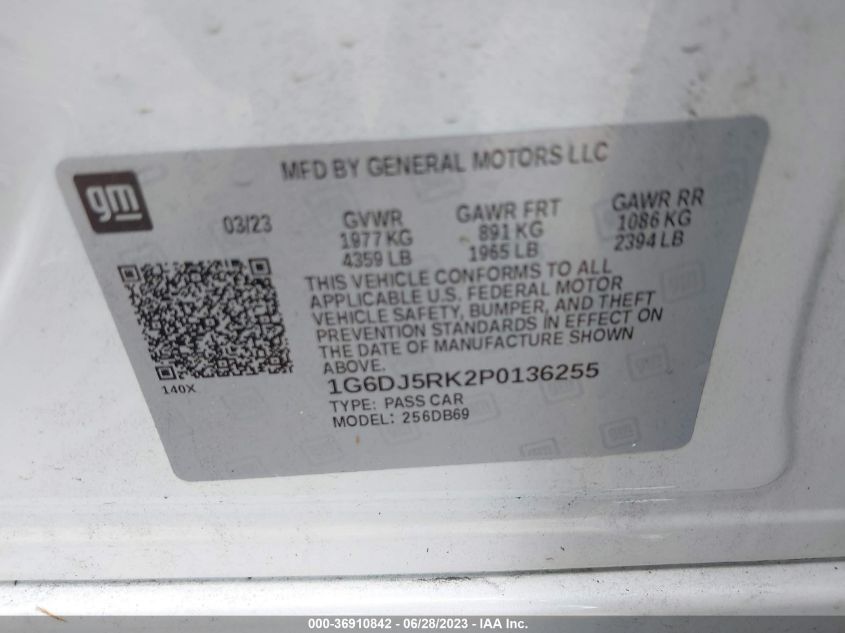 MFD BY GENERAL MOTORS LLC
gm
03/23
GVWR
1977 KG
4359 LB
GAWR FRT
891 KG
1965 LB
GAWR RR
1086 KG
2394 LB
THIS VEHICLE CONFORMS TO ALL
APPLICABLE U.S. FEDERAL MOTOR
VEHICLE SAFETY, BUMPER, AND THEFT
PREVENTION STANDARDS IN EFFECT ON
THE DATE OF MANUFACTURE SHOWN
ABOVE.
140X
1G6DJ5RK2P0136255
TYPE: PASS CAR
MODEL: 256DB69
000-36910842 - 06/28/2023 - IAA Inc.